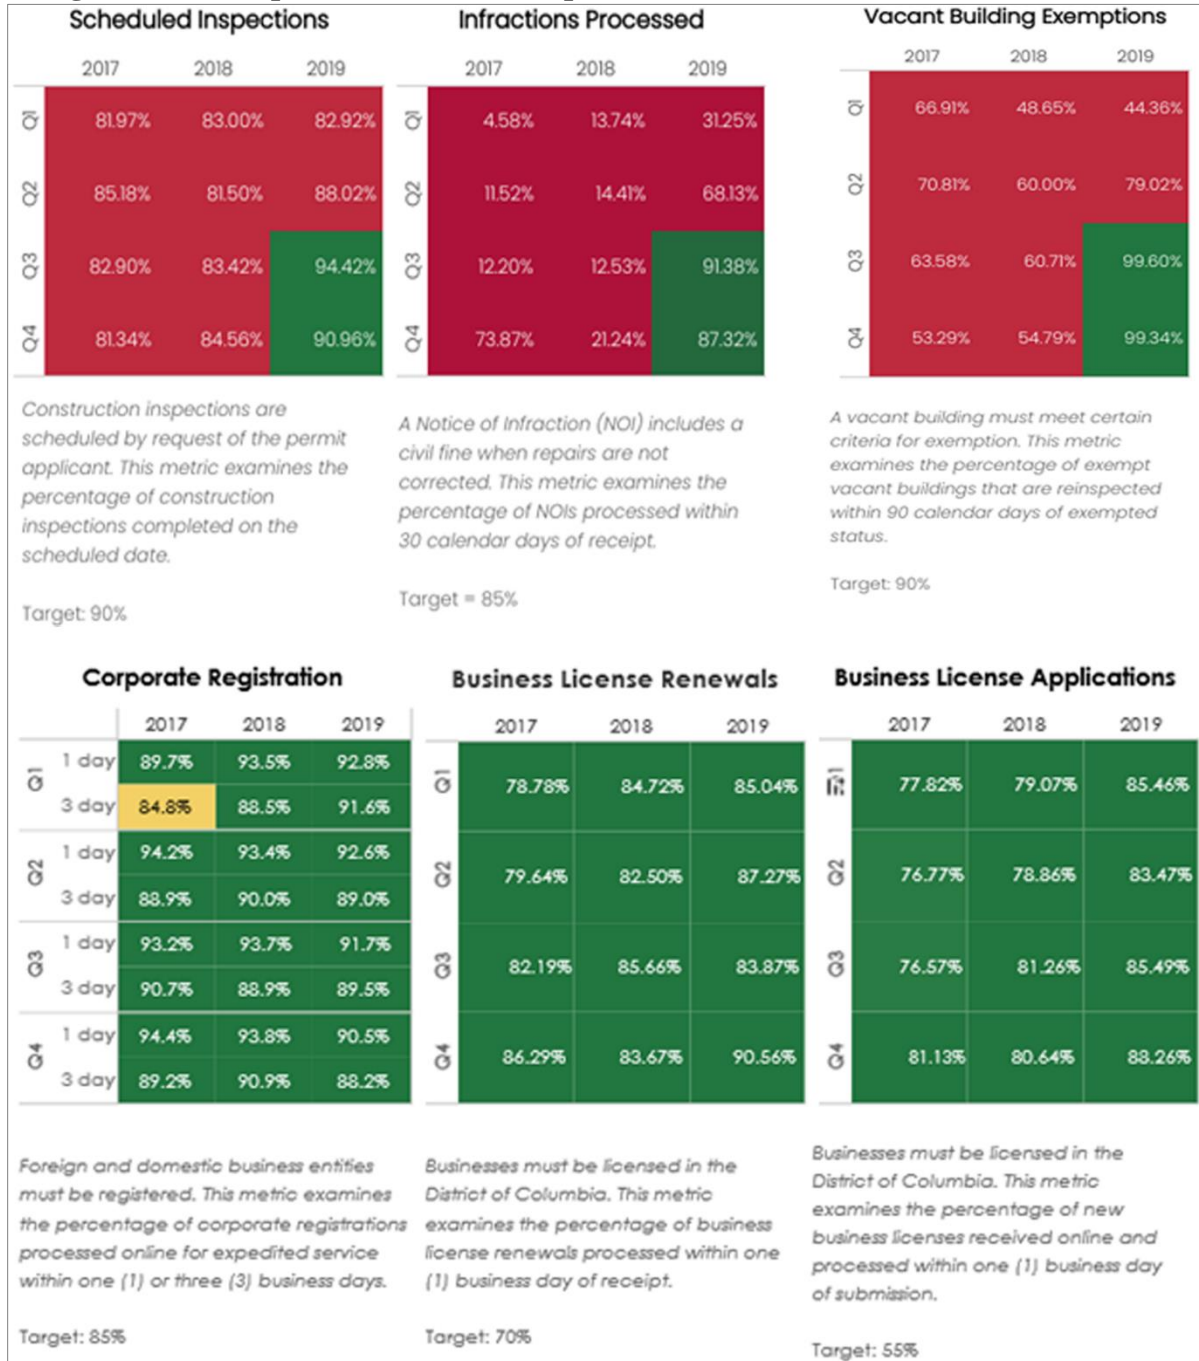 Scheduled Inspections
2017 2018 2019
Q1 81.97% 83.00% 82.92%
Q2 85.18% 81.50% 88.02%
Q3 82.90% 83.42% 94.42%
Q4 81.34% 84.56% 90.96%
Construction inspections are
scheduled by request of the permit
applicant. This metric examines the
percentage of construction
inspections completed on the
scheduled date.
Target: 90%
Infractions Processed
2017 2018 2019
Q1 4.58% 13.74% 31.25%
Q2 11.52% 14.41% 68.13%
Q3 12.20% 12.53% 91.38%
Q4 73.87% 21.24% 87.32%
A Notice of Infraction (NOI) includes a
civil fine when repairs are not
corrected. This metric examines the
percentage of NOIs processed within
30 calendar days of receipt.
Target = 85%
Vacant Building Exemptions
2017 2018 2019
Q1 66.91% 48.65% 44.36%
Q2 70.81% 60.00% 79.02%
Q3 63.58% 60.71% 99.60%
Q4 53.29% 54.79% 99.34%
A vacant building must meet certain
criteria for exemption. This metric
examines the percentage of exempt
vacant buildings that are reinspected
within 90 calendar days of exempted
status.
Target: 90%
Corporate Registration
2017 2018 2019
Q1 1 day 89.7% 93.5% 92.8%
3 day 84.8% 88.5% 91.6%
Q2 1 day 94.2% 93.4% 92.6%
3 day 88.9% 90.0% 89.0%
Q3 1 day 93.2% 93.7% 91.7%
3 day 90.7% 88.9% 89.5%
Q4 1 day 94.4% 93.8% 90.5%
3 day 89.2% 90.9% 88.2%
Foreign and domestic business entities
must be registered. This metric examines
the percentage of corporate registrations
processed online for expedited service
within one (1) or three (3) business days.
Target: 85%
Business License Renewals
2017 2018 2019
Q1 78.78% 84.72% 85.04%
Q2 79.64% 82.50% 87.27%
Q3 82.19% 85.66% 83.87%
Q4 86.29% 83.67% 90.56%
Businesses must be licensed in the
District of Columbia. This metric
examines the percentage of business
license renewals processed within one
(1) business day of receipt.
Target: 70%
Business License Applications
2017 2018 2019
77.82% 79.07% 85.46%
Q2 76.77% 78.86% 83.47%
Q3 76.57% 81.26% 85.49%
Q4 81.13% 80.64% 88.26%
Businesses must be licensed in the
District of Columbia. This metric
examines the percentage of new
business licenses received online and
processed within one (1) business day
of submission.
Target: 55%